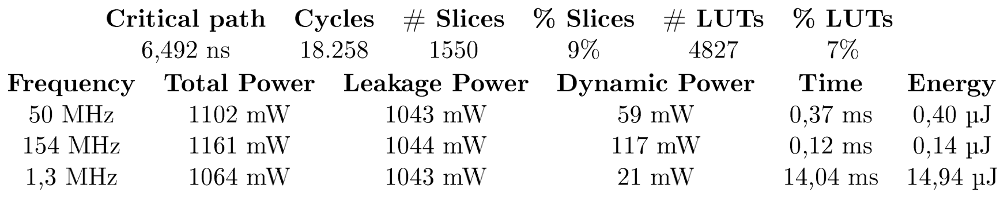 Critical path Cycles # Slices % Slices # LUTs % LUTs
6,492 ns 18.258 1550 9% 4827 7%
Frequency Total Power Leakage Power Dynamic Power Time Energy
50 MHz 1102 mW 1043 mW 59 mW 0,37 ms 0,40 µJ
154 MHz 1161 mW 1044 mW 117 mW 0,12 ms 0,14 µJ
1,3 MHz 1064 mW 1043 mW 21 mW 14,04 ms 14,94 µJ